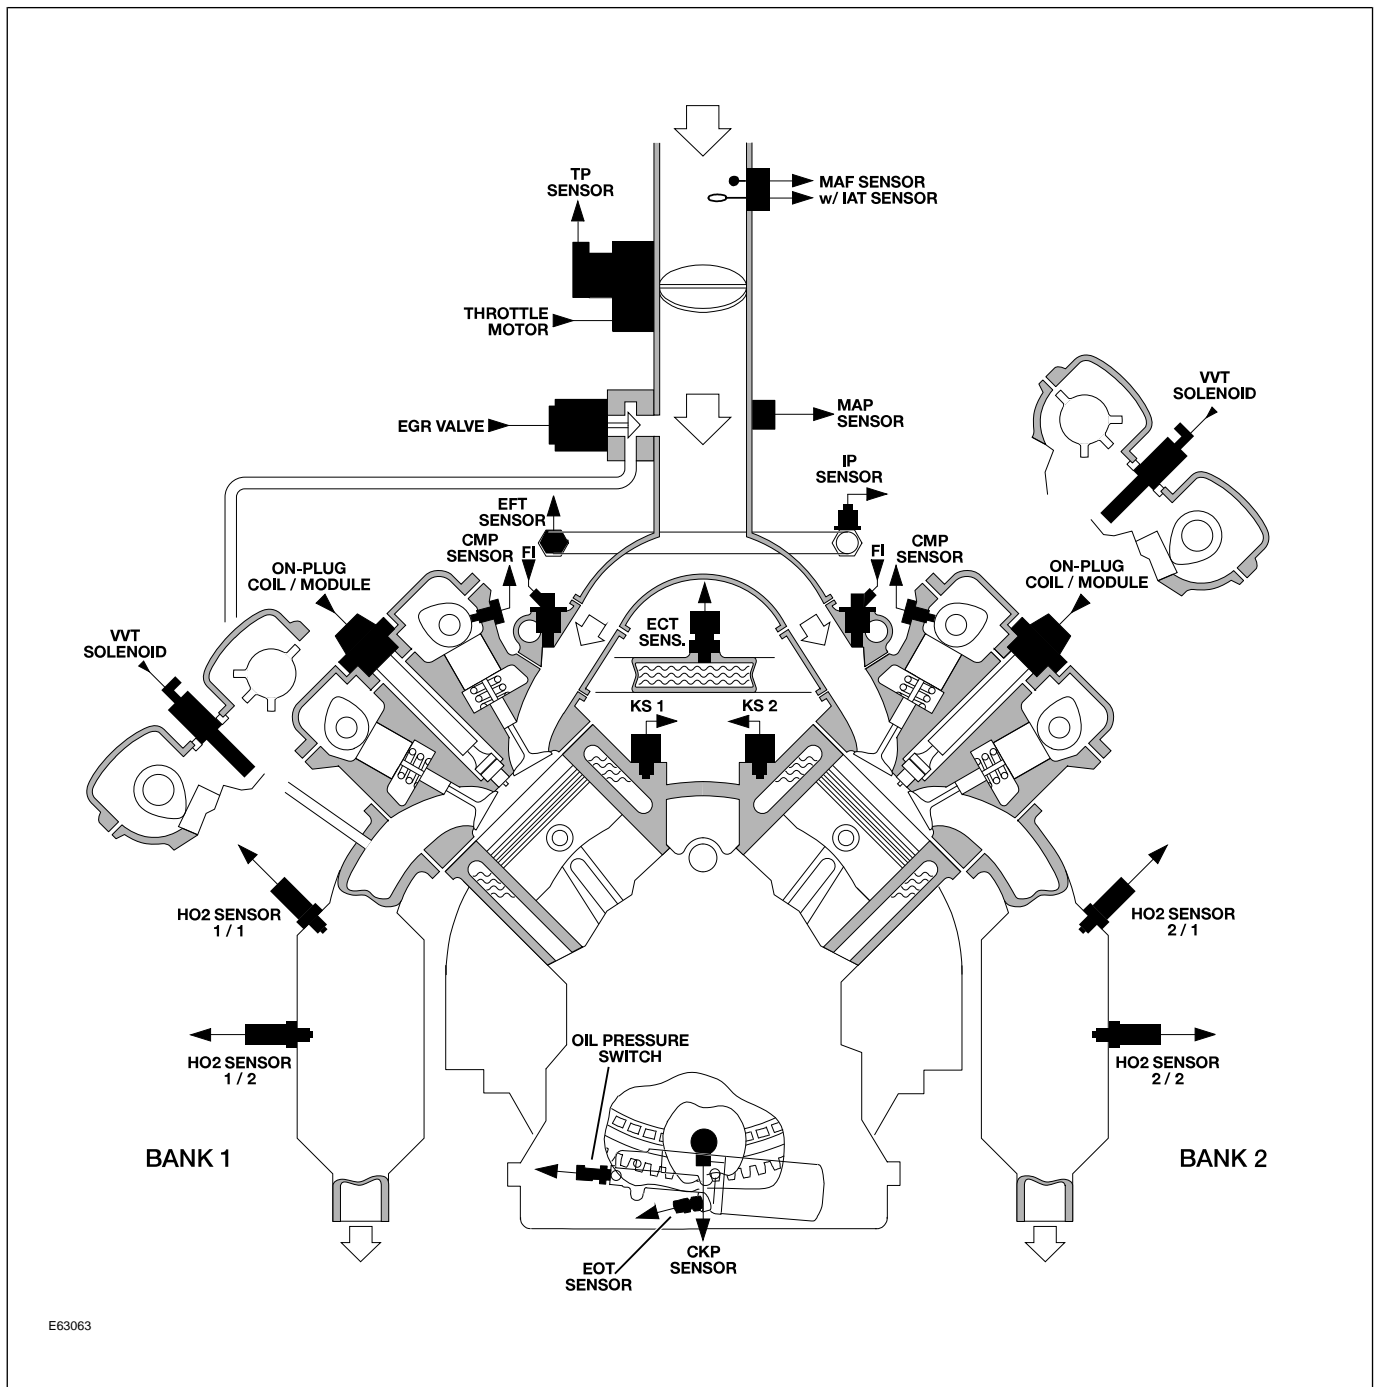 TP
SENSOR
MAF SENSOR
w/ IAT SENSOR
THROTTLE
MOTOR
VVT
SOLENOID
MAP
SENSOR
EGR VALVE
IP
SENSOR
EFT
SENSOR
CMP
SENSOR
FI
FI
CMP
SENSOR
ON-PLUG
COIL / MODULE
ON-PLUG
COIL / MODULE
ECT
SENS.
VVT
SOLENOID
KS 1
KS 2
HO2 SENSOR
1 / 1
HO2 SENSOR
2 / 1
OIL PRESSURE
SWITCH
HO2 SENSOR
1 / 2
HO2 SENSOR
2 / 2
BANK 1
BANK 2
CKP
SENSOR
EOT
SENSOR
E63063